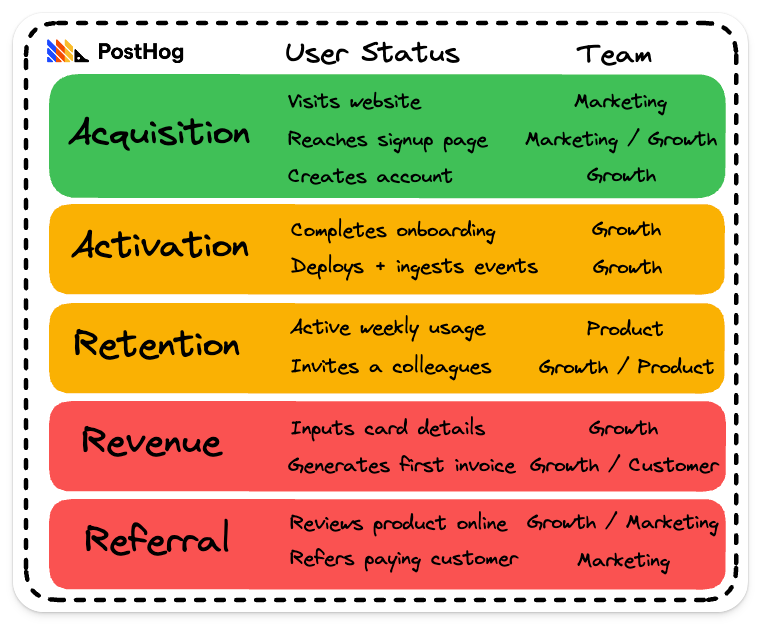 PostHog User Status Team
Acquisition
Visits website Marketing
Reaches signup page Marketing / Growth
Creates account Growth
Activation
Completes onboarding Growth
Deploys + ingests events Growth
Retention
Active weekly usage Product
Invites a colleagues Growth / Product
Revenue
Inputs card details Growth
Generates first invoice Growth / Customer
Referral
Reviews product online Growth / Marketing
Refers paying customer Marketing